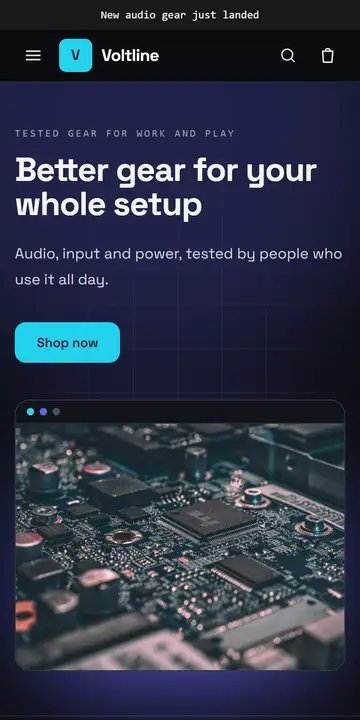 New audio gear just landed
V
Voltline
TESTED GEAR FOR WORK AND PLAY
Better gear for your
whole setup
Audio, input and power, tested by people who
use it all day.
Shop now